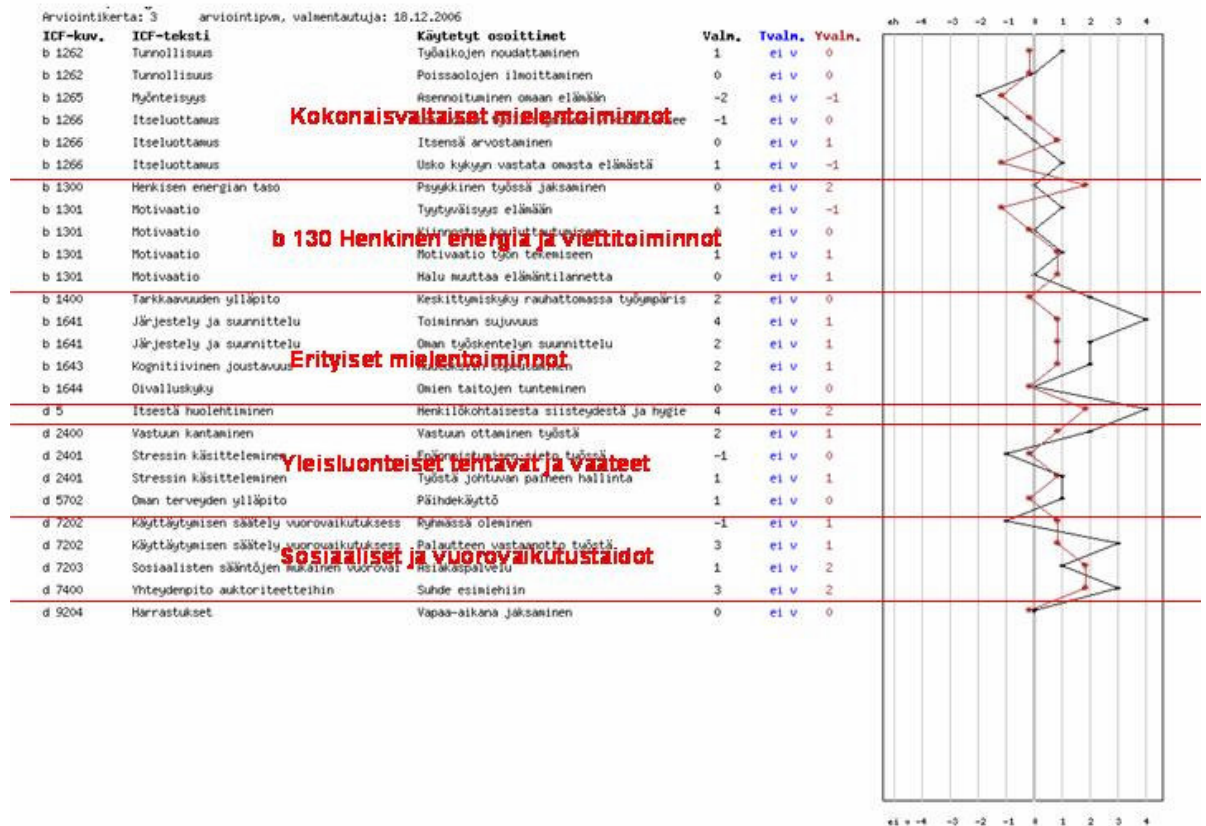 Arviointikerta: 3 arviointipvm, valmentautuja: 18.12.2006
eh -4 -3 -2 -1 0 1 2 3 4
ICF-kuv. ICF-teksti Käytetyt osoittimet Valm. Tvalm. Yvalm.
b 1262 Tunnollisuus Työaikojen noudattaminen 1 ei v 0
b 1262 Tunnollisuus Poissaolojen ilmoittaminen 0 ei v 0
b 1265 Myönteisyys Asennoituminen omaan elämään -2 ei v -1
Kokonaisvaltaiset mielentoiminnot
b 1266 Itseluottamus -1 ei v 0
b 1266 Itseluottamus Itsensä arvostaminen 0 ei v 1
b 1266 Itseluottamus Usko kykyyn vastata omasta elämästä 1 ei v -1
b 1300 Henkisen energian taso Psyykkinen työssä jaksaminen 0 ei v 2
b 1301 Motivaatio Tyytyväisyys elämään 1 ei v -1
b 1301 Motivaatio Kiinnostus kouluttautumiseen ei v 0
b 130 Henkinen energia ja viettitoiminnot
b 1301 Motivaatio Motivaatio työn tekemiseen 1 ei v 1
b 1301 Motivaatio Halu muuttaa elämäntilannetta 0 ei v 1
b 1400 Tarkkaavuuden ylläpito Keskittymiskyky rauhattomassa työympäris 2 ei v 0
b 1641 Järjestely ja suunnittelu Toiminnan sujuvuus 4 ei v 1
b 1641 Järjestely ja suunnittelu Oman työskentelyn suunnittelu 2 ei v 1
Erityiset mielentoiminnot
b 1643 Kognitiivinen joustavuus 2 ei v 1
b 1644 Oivalluskyky Omien taitojen tunteminen 0 ei v 0
d 5 Itsestä huolehtiminen Henkilökohtaisesta siisteydestä ja hygie 4 ei v 2
d 2400 Vastuun kantaminen Vastuun ottaminen työstä 2 ei v 1
d 2401 Stressin käsitteleminen Epäonnistumisen sieto työssä -1 ei v 0
Yleisluonteiset tehtävät ja vaateet
d 2401 Stressin käsitteleminen Työstä johtuvan paineen hallinta 1 ei v 1
d 5702 Oman terveyden ylläpito Päihdekäyttö 1 ei v 0
d 7202 Käyttäytymisen säätely vuorovaikutuksess Ryhmässä oleminen -1 ei v 1
d 7202 Käyttäytymisen säätely vuorovaikutuksess Palautteen vastaanotto työstä 3 ei v 1
Sosiaaliset ja vuorovaikutustaidot
d 7203 Sosiaalisten sääntöjen mukainen vuorovai Asiakaspalvelu 1 ei v 2
d 7400 Yhteydenpito auktoriteetteihin Suhde esimiehiin 3 ei v 2
d 9204 Harrastukset Vapaa-aikana jaksaminen 0 ei v 0
ei v -4 -3 -2 -1 0 1 2 3 4